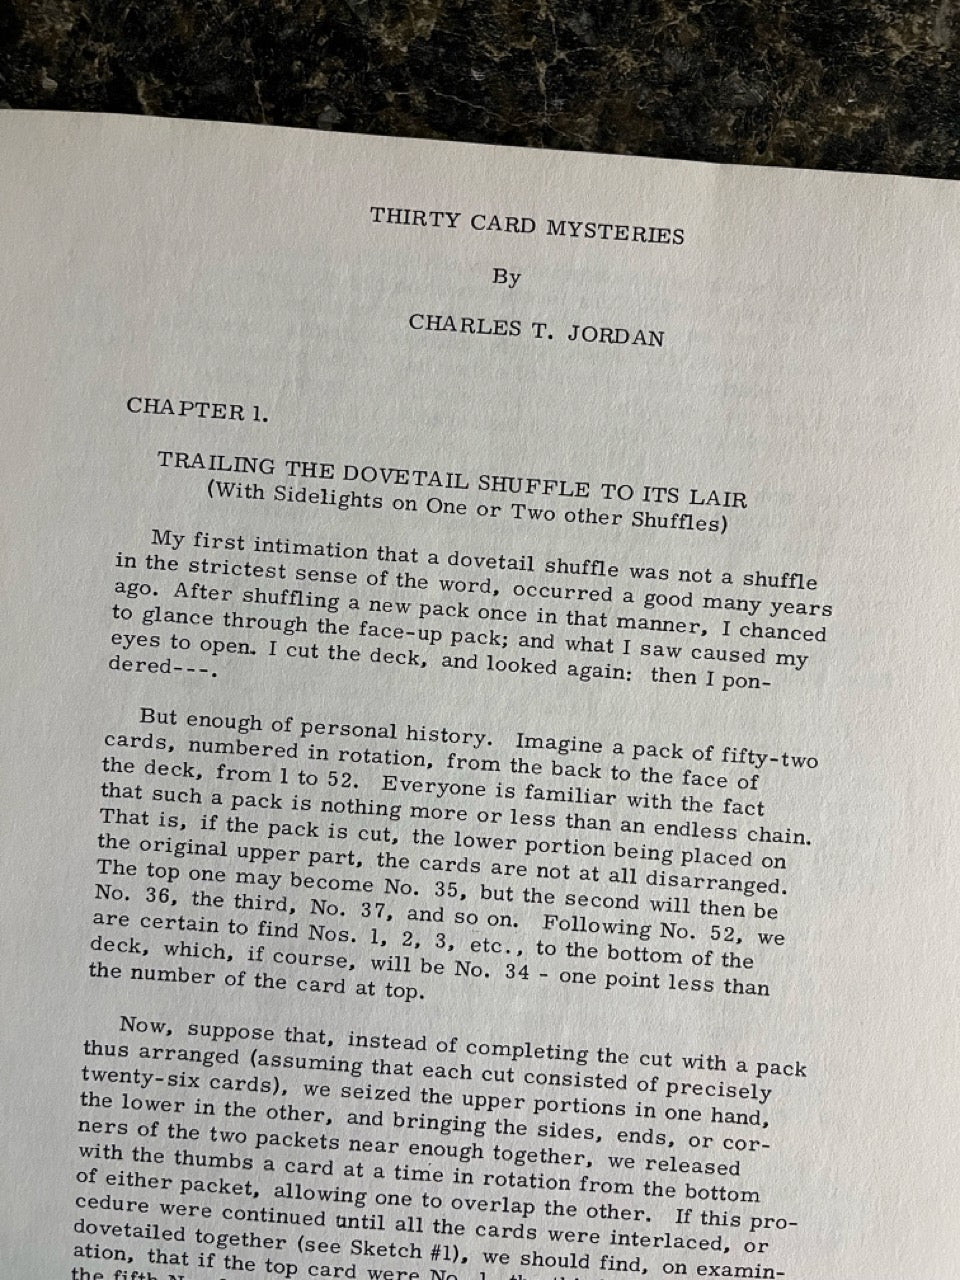 THIRTY CARD MYSTERIES
By
CHARLES T. JORDAN
CHAPTER 1.
TRAILING THE DOVETAIL SHUFFLE TO ITS LAIR
(With Sidelights on One or Two other Shuffles)
My first intimation that a dovetail shuffle was not a shuffle
in the strictest sense of the word, occurred a good many years
ago. After shuffling a new pack once in that manner, I chanced
to glance through the face-up pack; and what I saw caused my
eyes to open. I cut the deck, and looked again: then I pon-
dered---.
But enough of personal history. Imagine a pack of fifty-two
cards, numbered in rotation, from the back to the face of
the deck, from 1 to 52. Everyone is familiar with the fact
that such a pack is nothing more or less than an endless chain.
That is, if the pack is cut, the lower portion being placed on
the original upper part, the cards are not at all disarranged.
The top one may become No. 35, but the second will then be
No. 36, the third, No. 37, and so on. Following No. 52, we
are certain to find Nos. 1, 2, 3, etc., to the bottom of the
deck, which, if course, will be No. 34 - one point less than
the number of the card at top.
Now, suppose that, instead of completing the cut with a pack
thus arranged (assuming that each cut consisted of precisely
twenty-six cards), we seized the upper portions in one hand,
the lower in the other, and bringing the sides, ends, or cor-
ners of the two packets near enough together, we released
with the thumbs a card at a time in rotation from the bottom
of either packet, allowing one to overlap the other. If this pro-
cedure were continued until all the cards were interlaced, or
dovetailed together (see Sketch #1), we should find, on examin-
ation, that if the top card were No. 1, the
the fifth